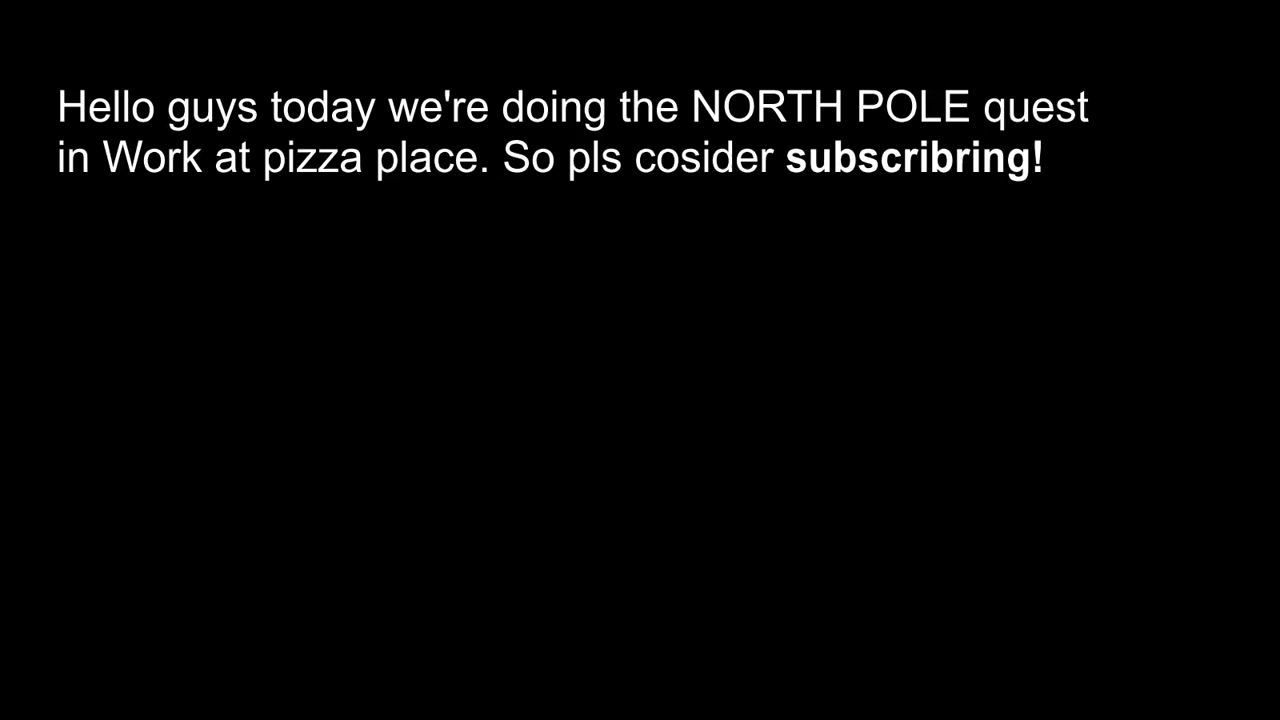 Hello guys today we're doing the NORTH POLE quest
in Work at pizza place. So pls cosider subscribring!